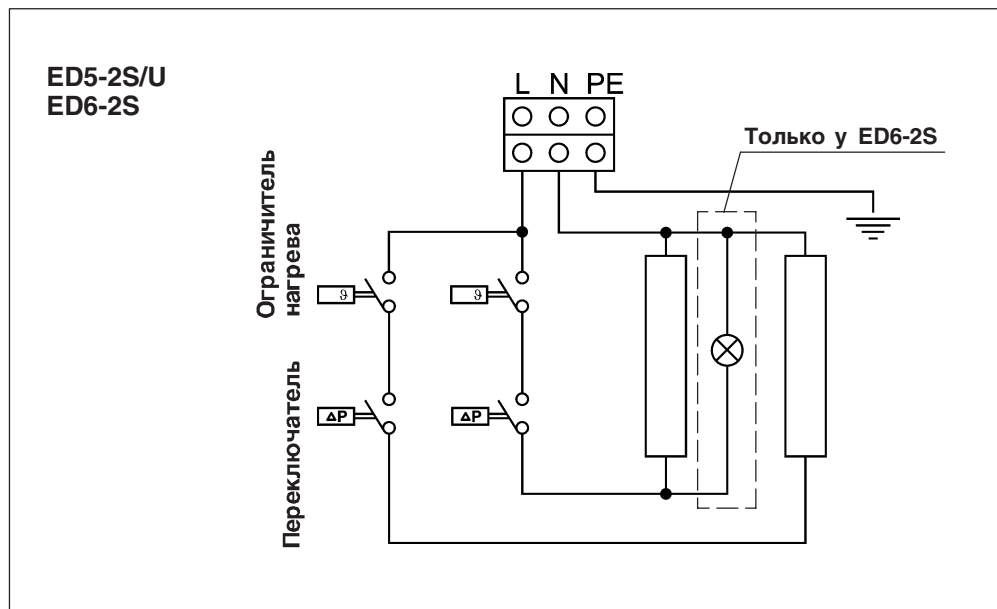 ED5-2S/U
ED6-2S
L N PE
Только у ED6-2S
Ограничитель
нагрева
ϑ ϑ
Переключатель
ΔP ΔP